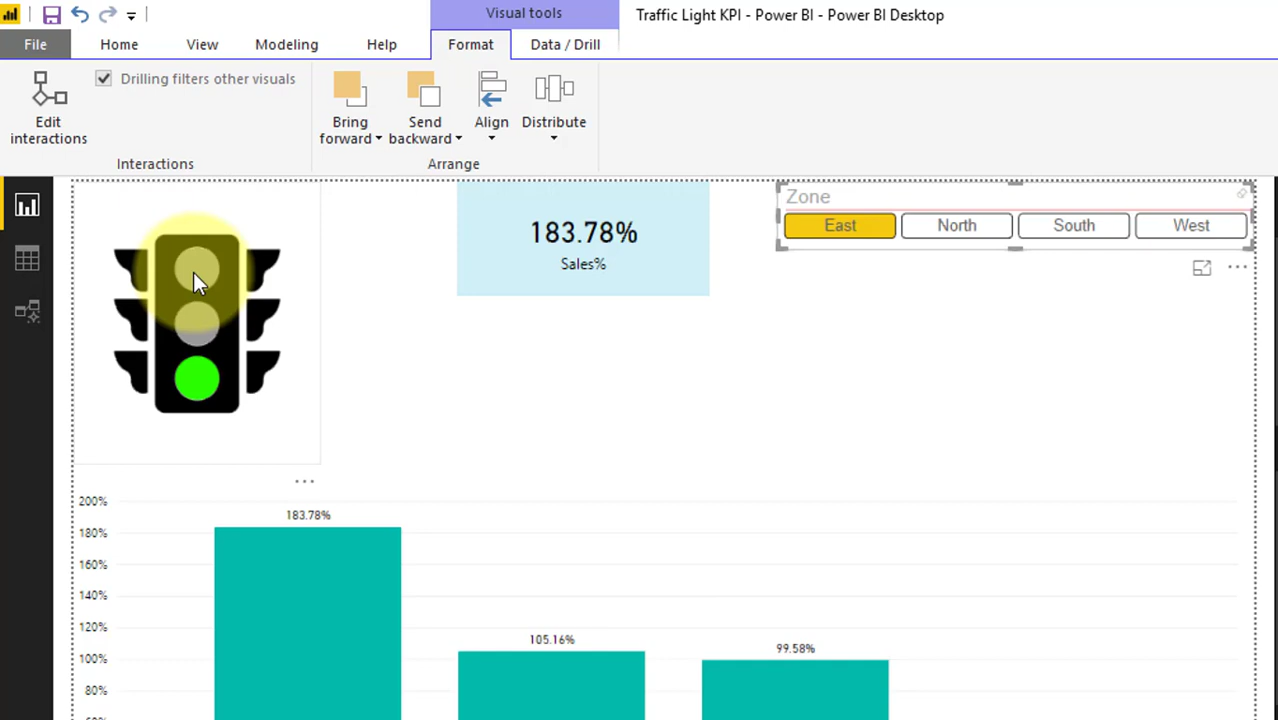 Visual tools
Traffic Light KPI - Power BI - Power BI Desktop
File
Home
View
Modeling
Help
Format
Data / Drill
Edit
interactions
Drilling filters other visuals
Interactions
Bring
forward
Send
backward
Align
Distribute
Arrange
183.78%
Sales%
Zone
East
North
South
West
200%
180%
160%
140%
120%
100%
80%
183.78%
105.16%
99.58%